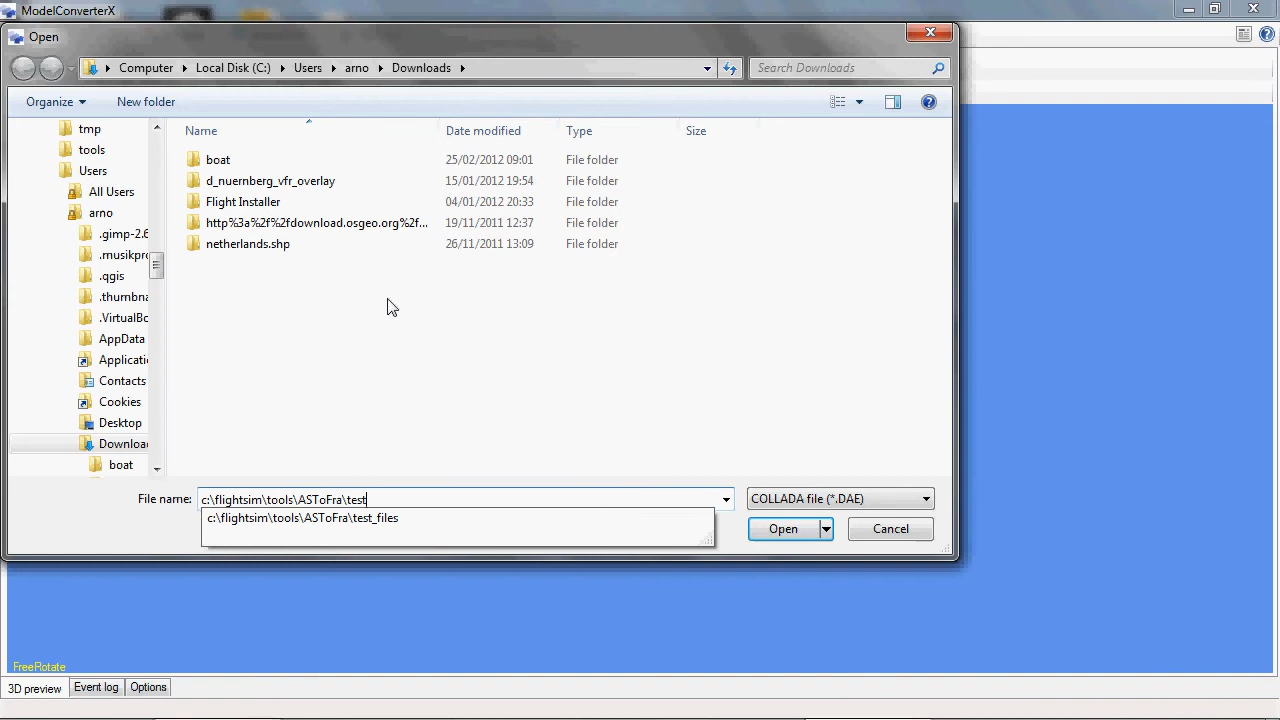 ModelConverterX
Open
Computer Local Disk (C:) Users arno Downloads Search Downloads
Organize New folder
Name Date modified Type Size
tmp
tools
Users
All Users
arno
.gimp-2.6
.musikpro
.qgis
.thumbna
.VirtualBo
AppData
Applicatio
Contacts
Cookies
Desktop
Download
boat
boat 25/02/2012 09:01 File folder
d_nuernberg_vfr_overlay 15/01/2012 19:54 File folder
Flight Installer 04/01/2012 20:33 File folder
http%3a%2f%2fdownload.osgeo.org%2f... 19/11/2011 12:37 File folder
netherlands.shp 26/11/2011 13:09 File folder
File name: c:\flightsim\tools\ASToFra\test COLLADA file (*.DAE)
c:\flightsim\tools\ASToFra\test_files
Open Cancel
FreeRotate
3D preview Event log Options